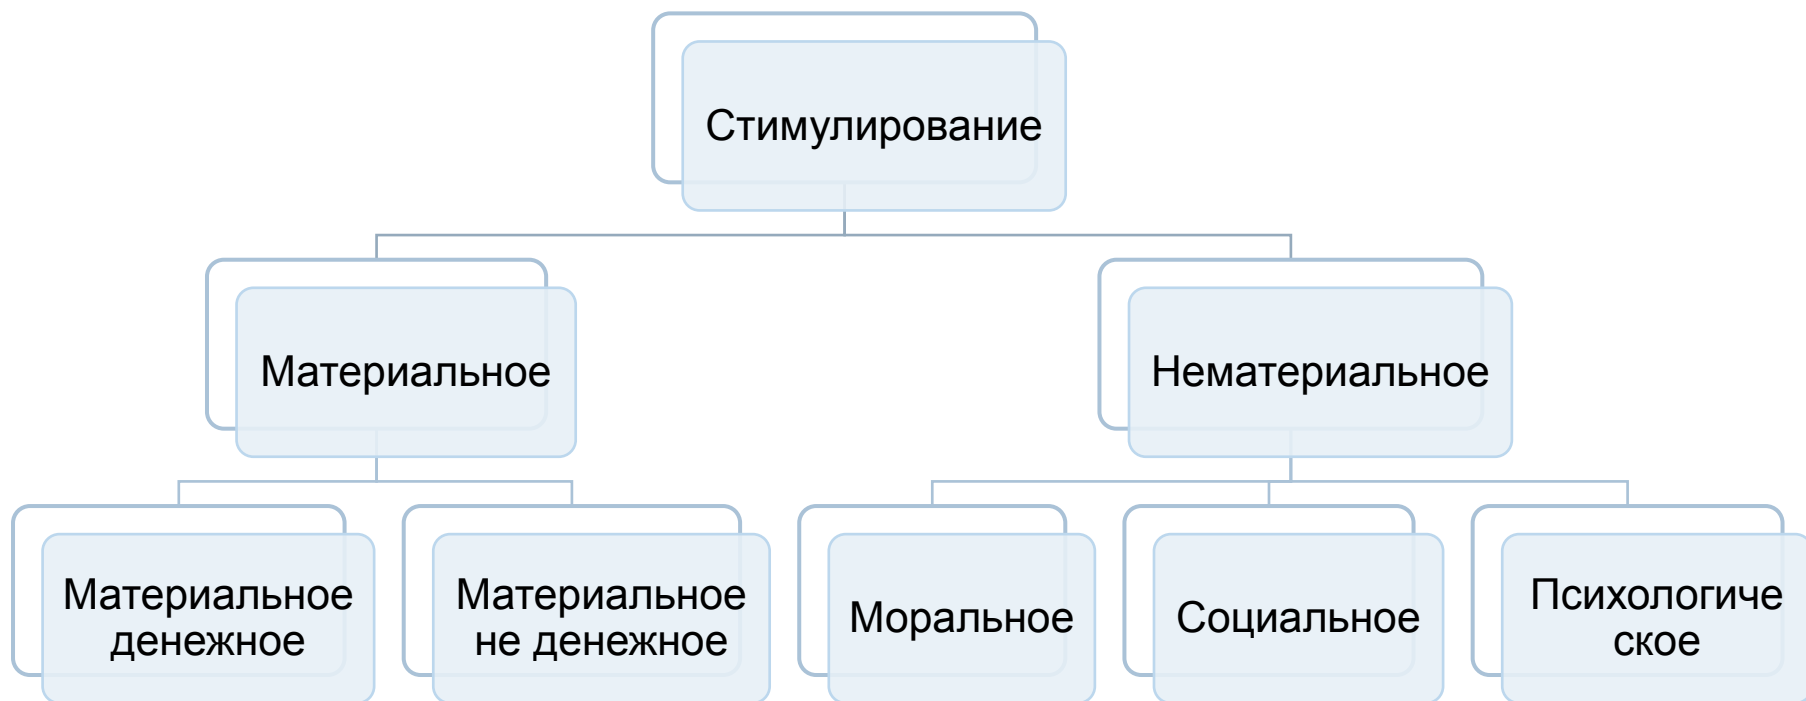 Стимулирование
Материальное
Нематериальное
Материальное
денежное
Материальное
не денежное
Моральное
Социальное
Психологиче
ское